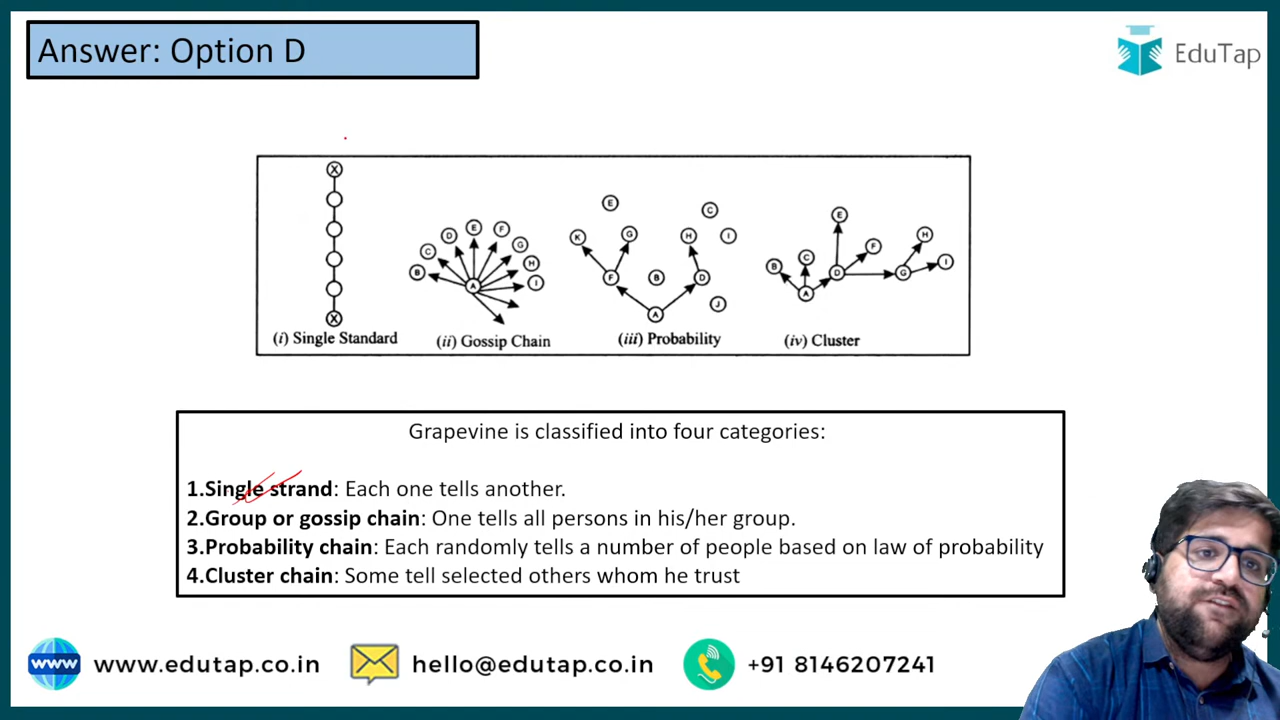 Answer: Option D
EduTap
X
X
(i) Single Standard
B C D E F G H I A
(ii) Gossip Chain
E C K G H I F B D J A
(iii) Probability
E B C F H D G I A
(iv) Cluster
Grapevine is classified into four categories:
1.Single strand: Each one tells another.
2.Group or gossip chain: One tells all persons in his/her group.
3.Probability chain: Each randomly tells a number of people based on law of probability
4.Cluster chain: Some tell selected others whom he trust
www
www.edutap.co.in
hello@edutap.co.in
+91 8146207241